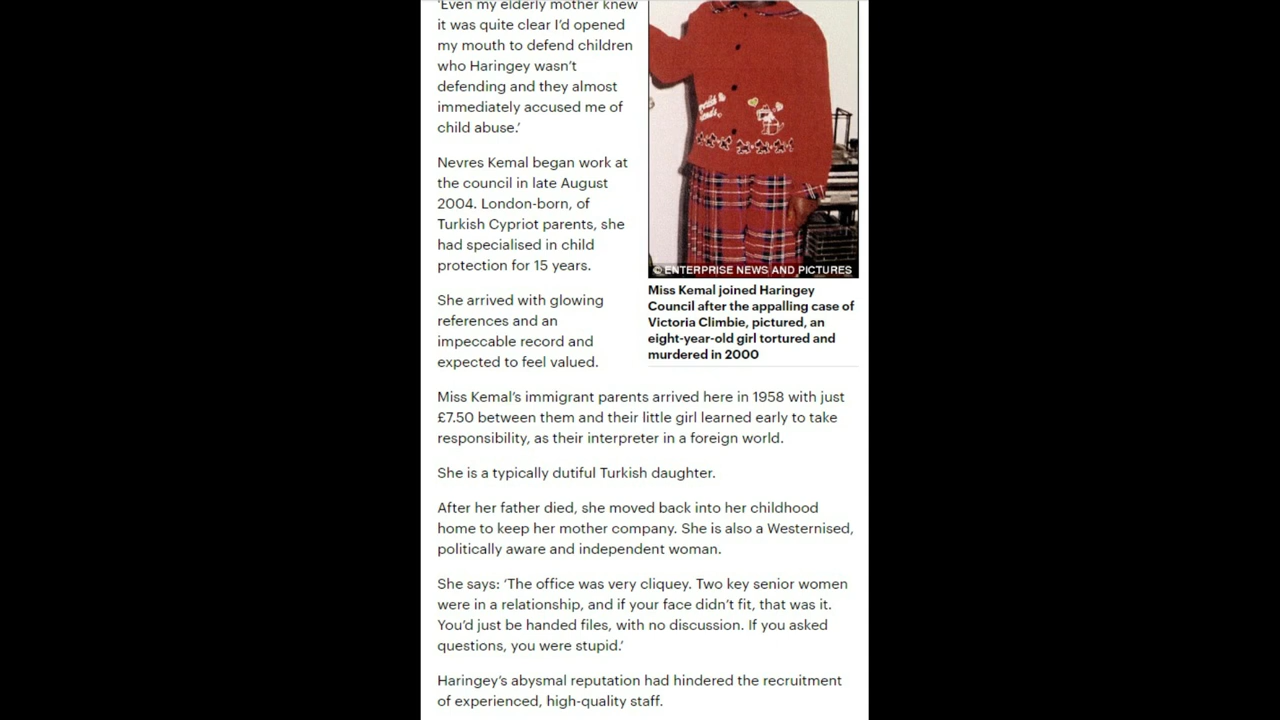 'Even my elderly mother knew
it was quite clear I'd opened
my mouth to defend children
who Haringey wasn't
defending and they almost
immediately accused me of
child abuse.'
Nevres Kemal began work at
the council in late August
2004. London-born, of
Turkish Cypriot parents, she
had specialised in child
protection for 15 years.
She arrived with glowing
references and an
impeccable record and
expected to feel valued.
© ENTERPRISE NEWS AND PICTURES
Miss Kemal joined Haringey
Council after the appalling case of
Victoria Climbie, pictured, an
eight-year-old girl tortured and
murdered in 2000
Miss Kemal's immigrant parents arrived here in 1958 with just
£7.50 between them and their little girl learned early to take
responsibility, as their interpreter in a foreign world.
She is a typically dutiful Turkish daughter.
After her father died, she moved back into her childhood
home to keep her mother company. She is also a Westernised,
politically aware and independent woman.
She says: 'The office was very cliquey. Two key senior women
were in a relationship, and if your face didn't fit, that was it.
You'd just be handed files, with no discussion. If you asked
questions, you were stupid.'
Haringey's abysmal reputation had hindered the recruitment
of experienced, high-quality staff.